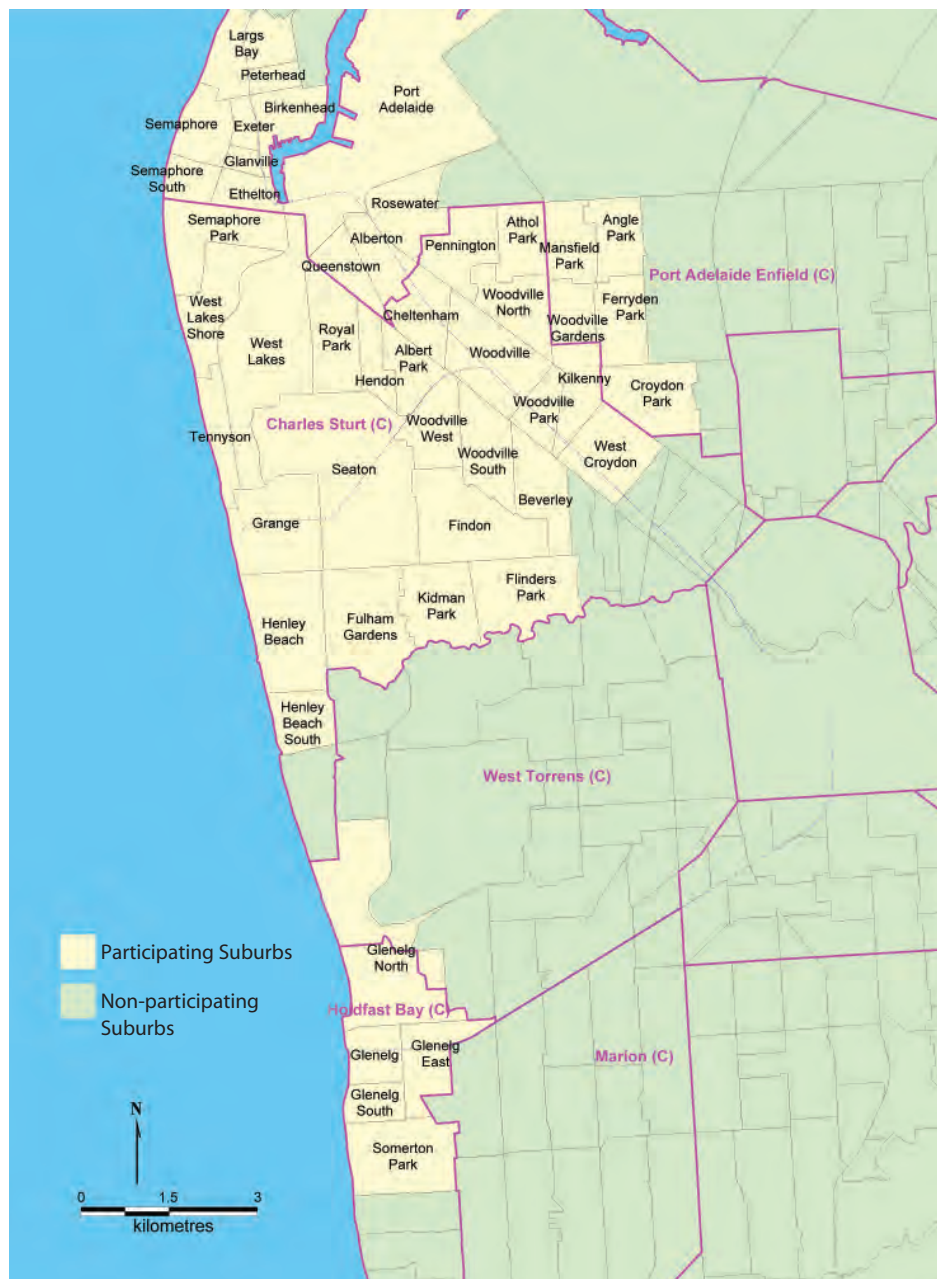 Largs
Bay
Peterhead
Port
Adelaide
Birkenhead
Semaphore
Exeter
Glanville
Semaphore
South
Ethelton
Rosewater
Semaphore
Park
Alberton
Pennington
Athol
Park
Mansfield
Park
Angle
Park
Queenstown
Port Adelaide Enfield (C)
West
Lakes
Shore
Woodville
North
Ferryden
Park
Cheltenham
Woodville
Gardens
Royal
Park
West
Lakes
Albert
Park
Woodville
Hendon
Kilkenny
Croydon
Park
Woodville
Park
Charles Sturt (C)
Woodville
West
Tennyson
West
Croydon
Woodville
South
Seaton
Beverley
Grange
Findon
Flinders
Park
Kidman
Park
Henley
Beach
Fulham
Gardens
Henley
Beach
South
West Torrens (C)
Participating Suburbs
Glenelg
North
Non-participating
Suburbs
Holdfast Bay (C)
Glenelg
Glenelg
East
Marion (C)
Glenelg
South
N
Somerton
Park
0 1.5 3
kilometres